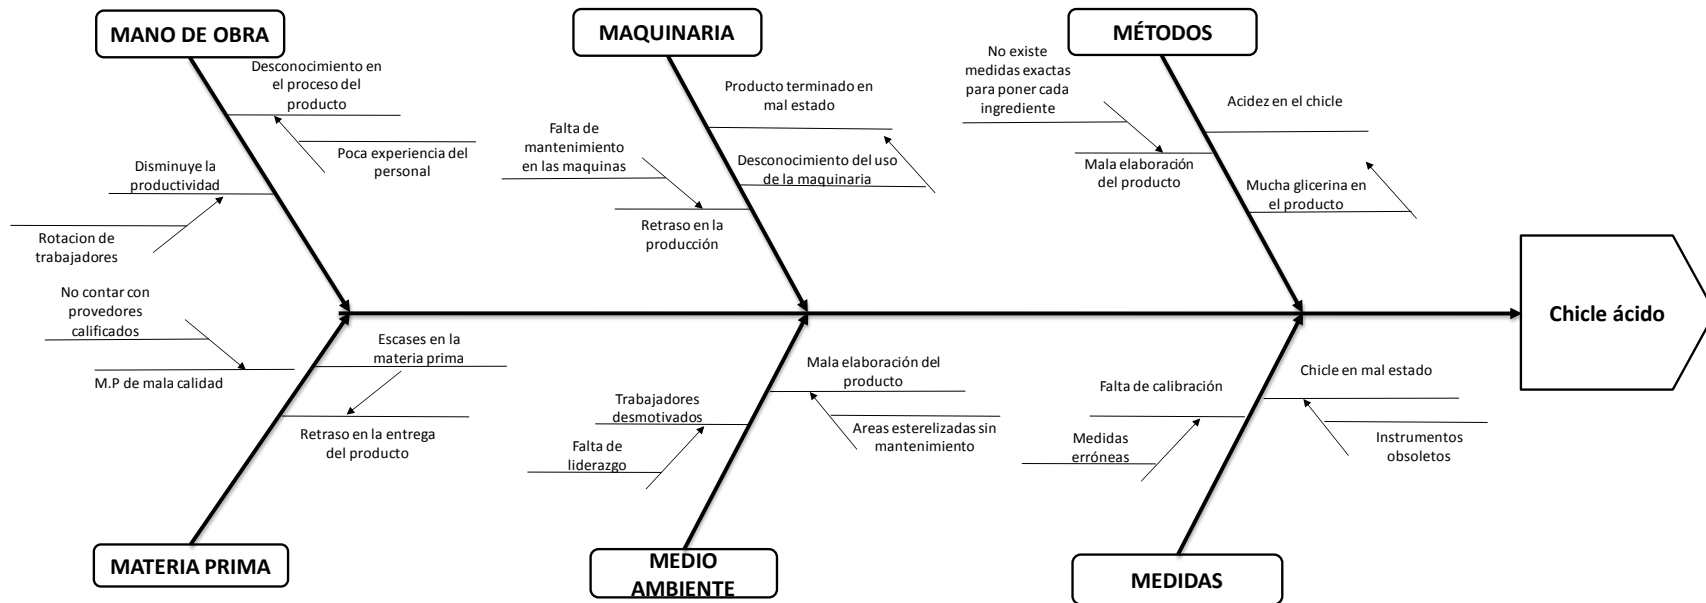 MANO DE OBRA
MAQUINARIA
MÉTODOS
Desconocimiento en
el proceso del
producto
Poca experiencia del
personal
Disminuye la
productividad
Rotacion de
trabajadores
Producto terminado en
mal estado
Falta de
mantenimiento
en las maquinas
Desconocimiento del uso
de la maquinaria
Retraso en la
producción
No existe
medidas exactas
para poner cada
ingrediente
Acidez en el chicle
Mala elaboración
del producto
Mucha glicerina en
el producto
Chicle ácido
No contar con
provedores
calificados
M.P de mala calidad
Escases en la
materia prima
Retraso en la entrega
del producto
Mala elaboración del
producto
Trabajadores
desmotivados
Areas esterelizadas sin
mantenimiento
Falta de
liderazgo
Chicle en mal estado
Falta de calibración
Medidas
erróneas
Instrumentos
obsoletos
MATERIA PRIMA
MEDIO
AMBIENTE
MEDIDAS